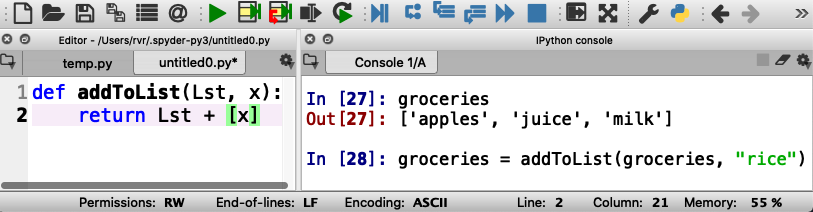 Editor - /Users/rvr/.spyder-py3/untitled0.py
temp.py
untitled0.py*
1 def addToList(Lst, x):
2     return Lst + [x]
IPython console
Console 1/A
In [27]: groceries
Out[27]: ['apples', 'juice', 'milk']
In [28]: groceries = addToList(groceries, "rice")
Permissions: RW End-of-lines: LF Encoding: ASCII Line: 2 Column: 21 Memory: 55 %